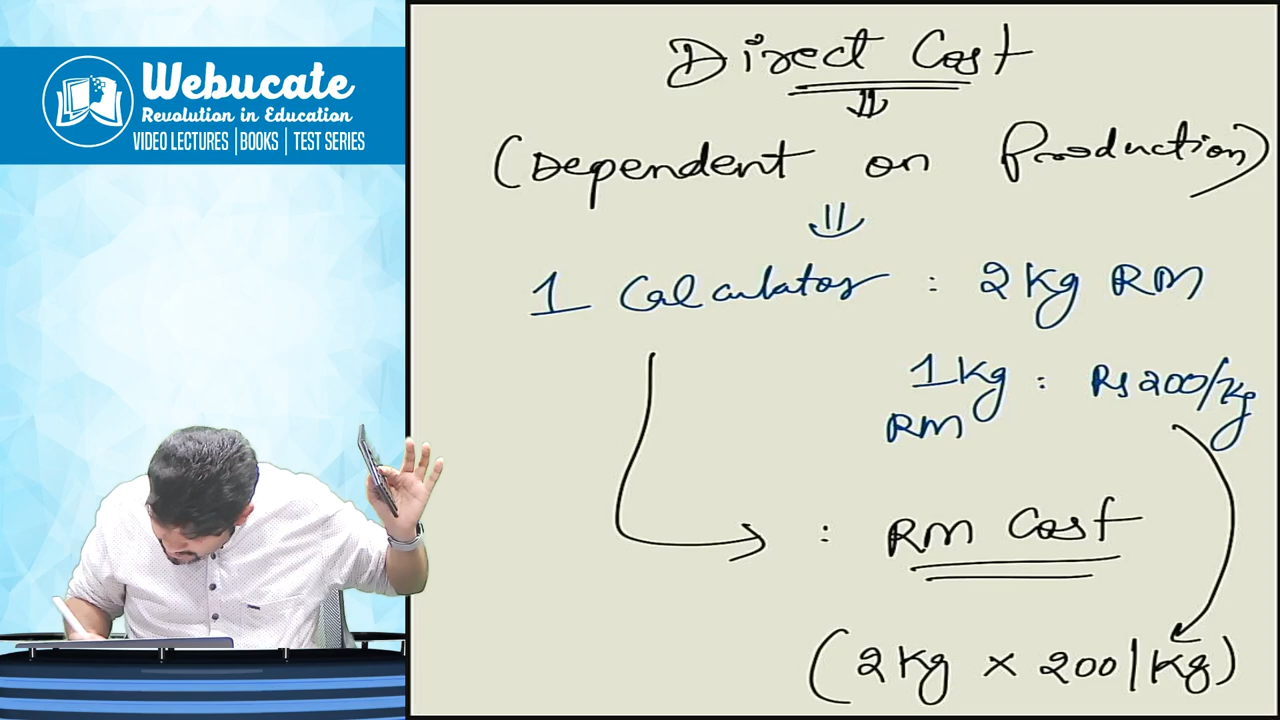 Webucate
Revolution in Education
VIDEO LECTURES | BOOKS | TEST SERIES
Direct Cost
(Dependent on Production)
1 Calculator : 2 Kg RM
1 Kg : Rs 200/Kg
RM
: RM Cost
(2 Kg × 200/Kg)